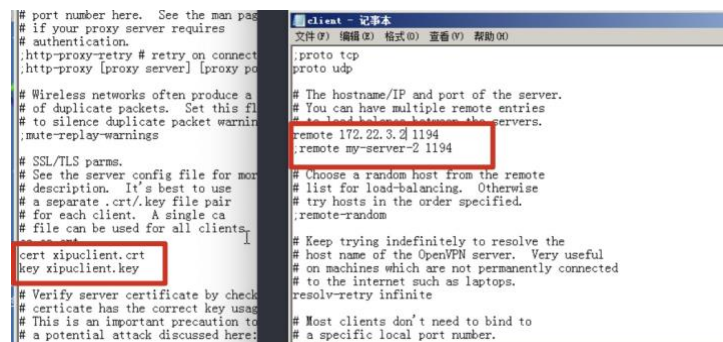 # port number here.  See the man pag
# if your proxy server requires
# authentication.
;http-proxy-retry # retry on connect
;http-proxy [proxy server] [proxy po
# Wireless networks often produce a
# of duplicate packets.  Set this fl
# to silence duplicate packet warnin
;mute-replay-warnings
# SSL/TLS parms.
# See the server config file for mor
# description.  It's best to use
# a separate .crt/.key file pair
# for each client.  A single ca
# file can be used for all clients.
cert xipuclient.crt
key xipuclient.key
# Verify server certificate by check
# certicate has the correct key usag
# This is an important precaution to
# a potential attack discussed here:
client - 记事本
文件(F) 编辑(E) 格式(O) 查看(V) 帮助(H)
;proto tcp
proto udp
# The hostname/IP and port of the server.
# You can have multiple remote entries
# to load balance between the servers.
remote 172.22.3.2 1194
;remote my-server-2 1194
# Choose a random host from the remote
# list for load-balancing.  Otherwise
# try hosts in the order specified.
;remote-random
# Keep trying indefinitely to resolve the
# host name of the OpenVPN server.  Very useful
# on machines which are not permanently connected
# to the internet such as laptops.
resolv-retry infinite
# Most clients don't need to bind to
# a specific local port number.